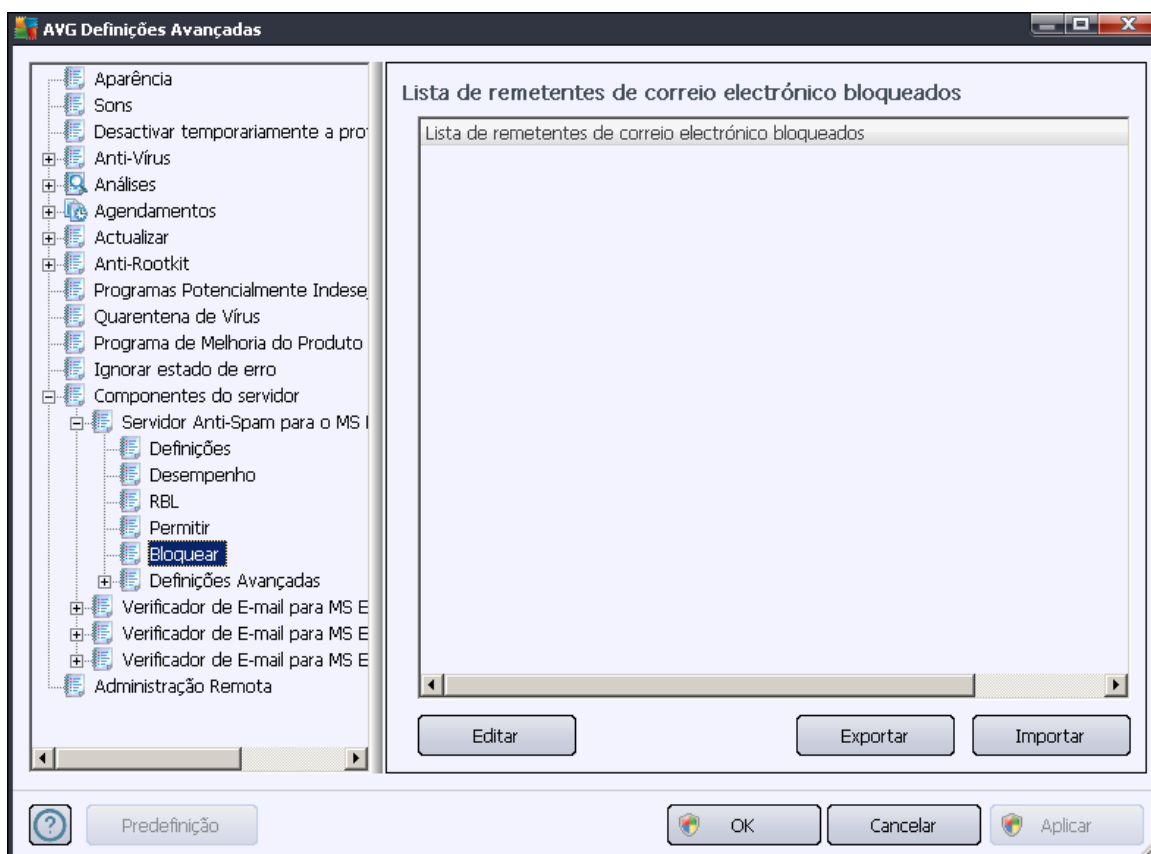 AVG Definições Avançadas
Aparência
Sons
Desactivar temporariamente a pro
Anti-Vírus
Análises
Agendamentos
Actualizar
Anti-Rootkit
Programas Potencialmente Indese
Quarentena de Vírus
Programa de Melhoria do Produto
Ignorar estado de erro
Componentes do servidor
Servidor Anti-Spam para o MS
Definições
Desempenho
RBL
Permitir
Bloquear
Definições Avançadas
Verificador de E-mail para MS E
Verificador de E-mail para MS E
Verificador de E-mail para MS E
Administração Remota
Lista de remetentes de correio electrónico bloqueados
Lista de remetentes de correio electrónico bloqueados
Editar
Exportar
Importar
?
Predefinição
OK
Cancelar
Aplicar